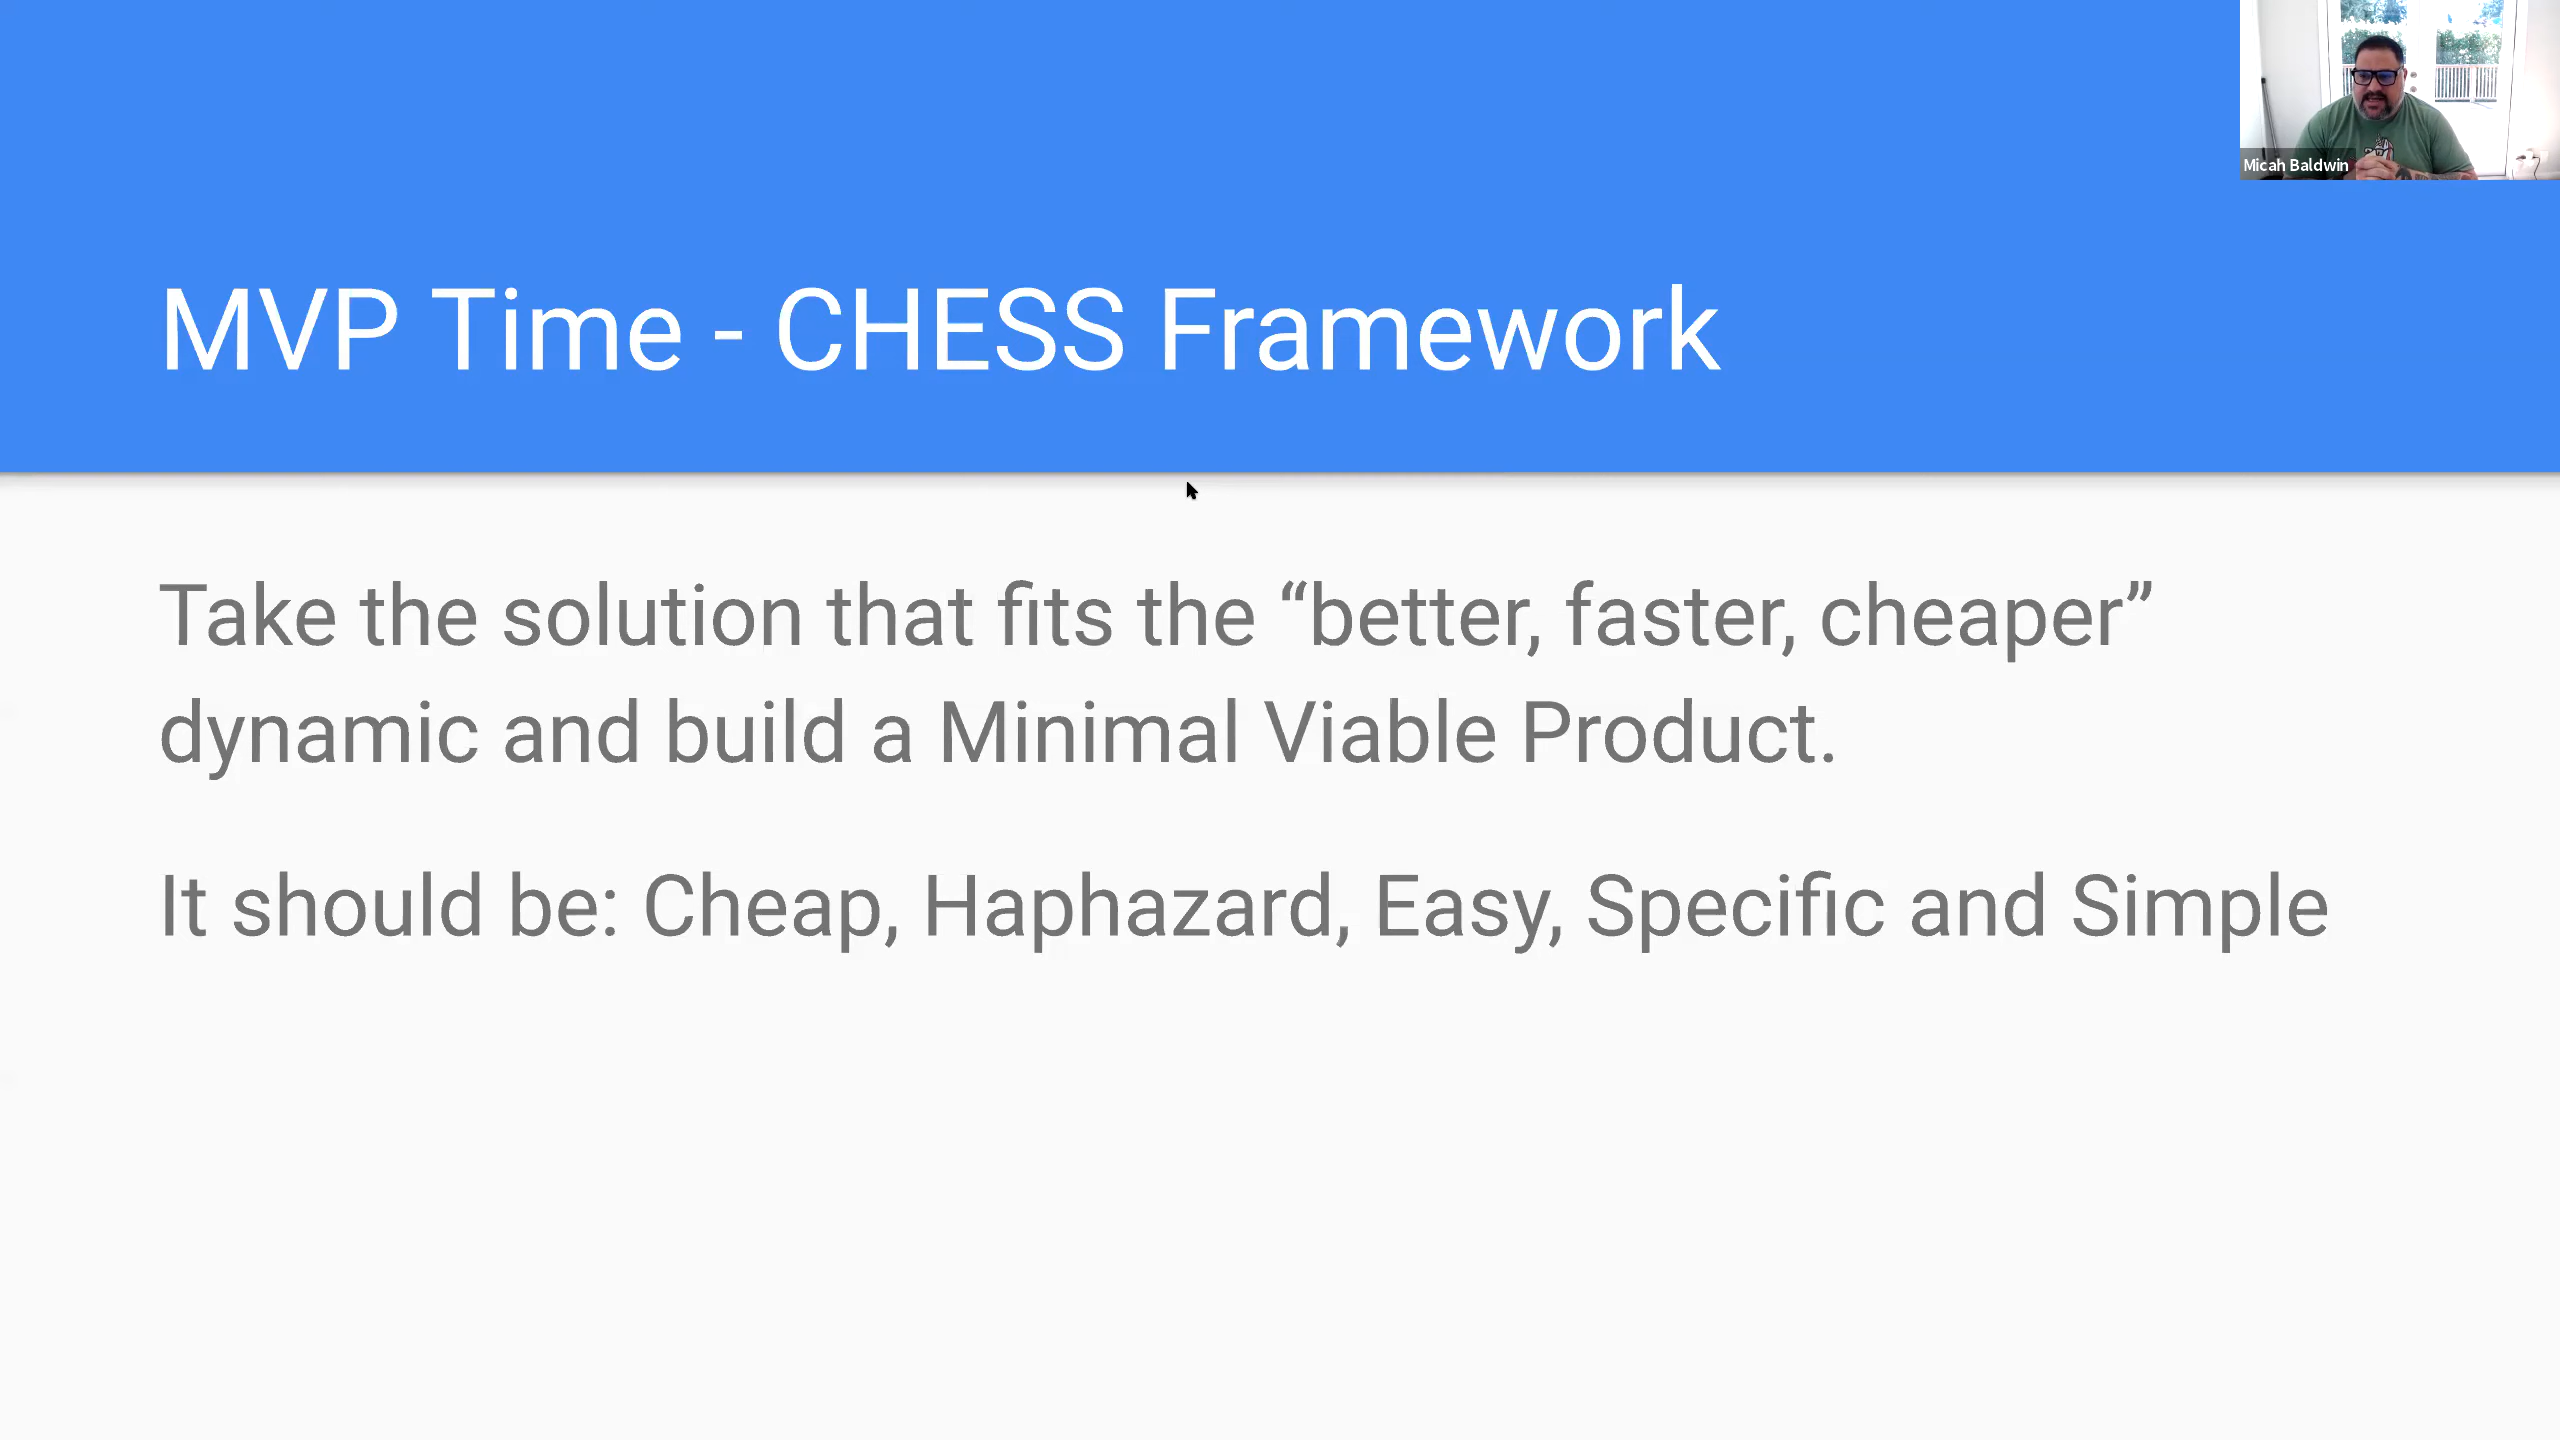 Micah Baldwin
MVP Time - CHESS Framework
Take the solution that fits the “better, faster, cheaper”
dynamic and build a Minimal Viable Product.
It should be: Cheap, Haphazard, Easy, Specific and Simple